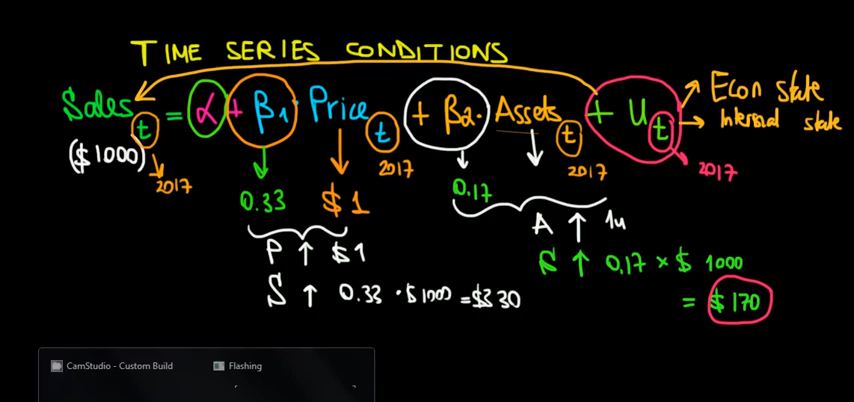 TIME SERIES CONDITIONS
Sales t = α + β1. Price t + β2. Assets t + Ut
Econ state
Internal state
($1000)
2017
2017
2017
2017
0.33 $1
0.17
P ↑ $1
A ↑ 1u
S ↑ 0.33 · $1000 = $330
S ↑ 0.17 × $ 1000
= $170
CamStudio - Custom Build Flashing